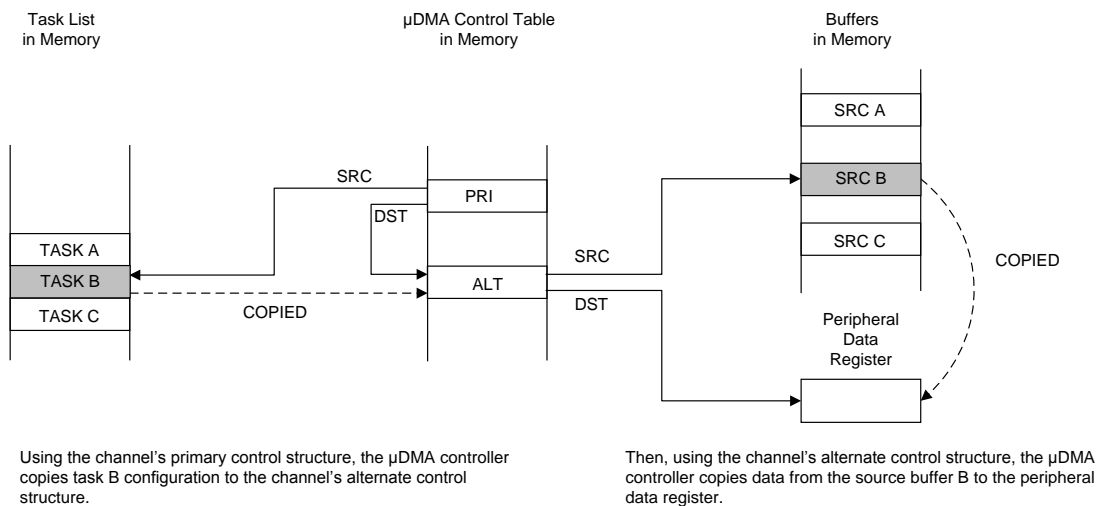 Task List
in Memory
µDMA Control Table
in Memory
Buffers
in Memory
SRC A
SRC B
SRC C
SRC
PRI
DST
TASK A
TASK B
TASK C
ALT
SRC
DST
COPIED
COPIED
Peripheral
Data
Register
Using the channel's primary control structure, the µDMA controller
copies task B configuration to the channel's alternate control
structure.
Then, using the channel's alternate control structure, the µDMA
controller copies data from the source buffer B to the peripheral
data register.